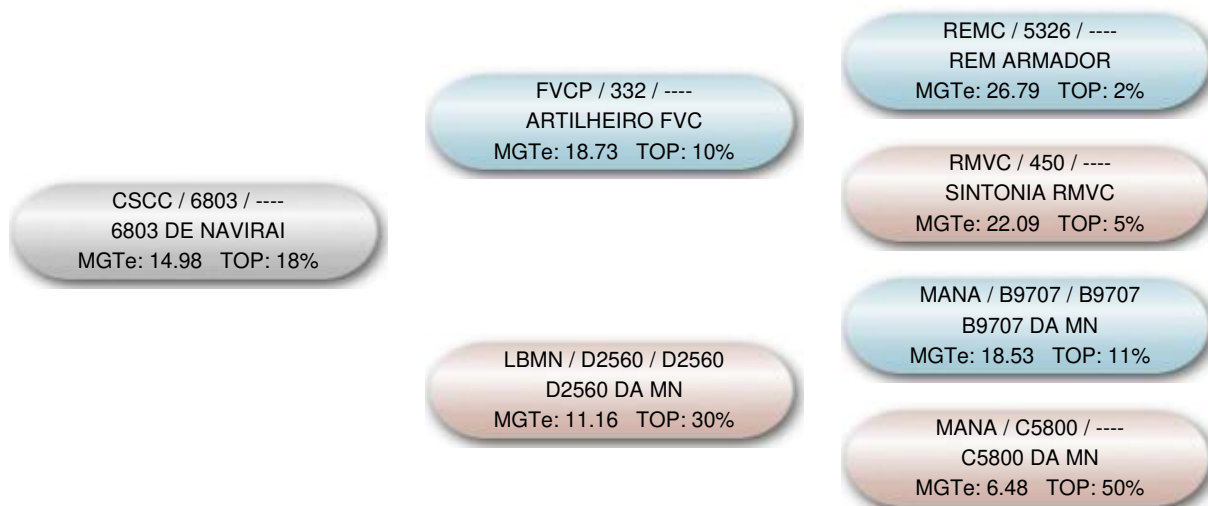 CSCC / 6803 / ----
6803 DE NAVIRAI
MGTe: 14.98 TOP: 18%
FVCP / 332 / ----
ARTILHEIRO FVC
MGTe: 18.73 TOP: 10%
LBMN / D2560 / D2560
D2560 DA MN
MGTe: 11.16 TOP: 30%
REMC / 5326 / ----
REM ARMADOR
MGTe: 26.79 TOP: 2%
RMVC / 450 / ----
SINTONIA RMVC
MGTe: 22.09 TOP: 5%
MANA / B9707 / B9707
B9707 DA MN
MGTe: 18.53 TOP: 11%
MANA / C5800 / ----
C5800 DA MN
MGTe: 6.48 TOP: 50%